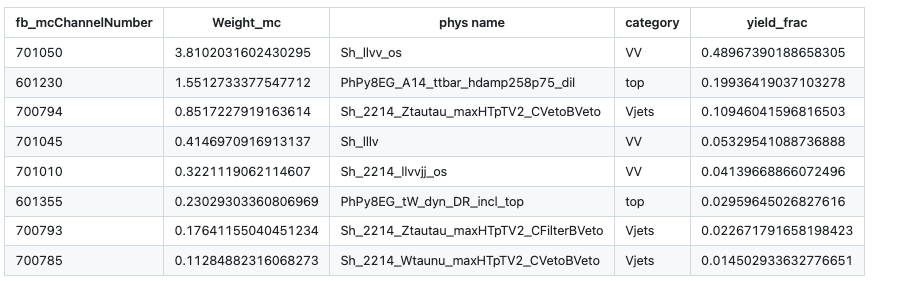 fb_mcChannelNumber Weight_mc phys name category yield_frac
701050 3.8102031602430295 Sh_llvv_os VV 0.48967390188658305
601230 1.5512733377547712 PhPy8EG_A14_ttbar_hdamp258p75_dil top 0.19936419037103278
700794 0.8517227919163614 Sh_2214_Ztautau_maxHTpTV2_CVetoBVeto Vjets 0.10946041596816503
701045 0.4146970916913137 Sh_lllv VV 0.05329541088736888
701010 0.3221119062114607 Sh_2214_llvvjj_os VV 0.04139668866072496
601355 0.23029303360806969 PhPy8EG_tW_dyn_DR_incl_top top 0.02959645026827616
700793 0.17641155040451234 Sh_2214_Ztautau_maxHTpTV2_CFilterBVeto Vjets 0.022671791658198423
700785 0.11284882316068273 Sh_2214_Wtaunu_maxHTpTV2_CVetoBVeto Vjets 0.014502933632776651